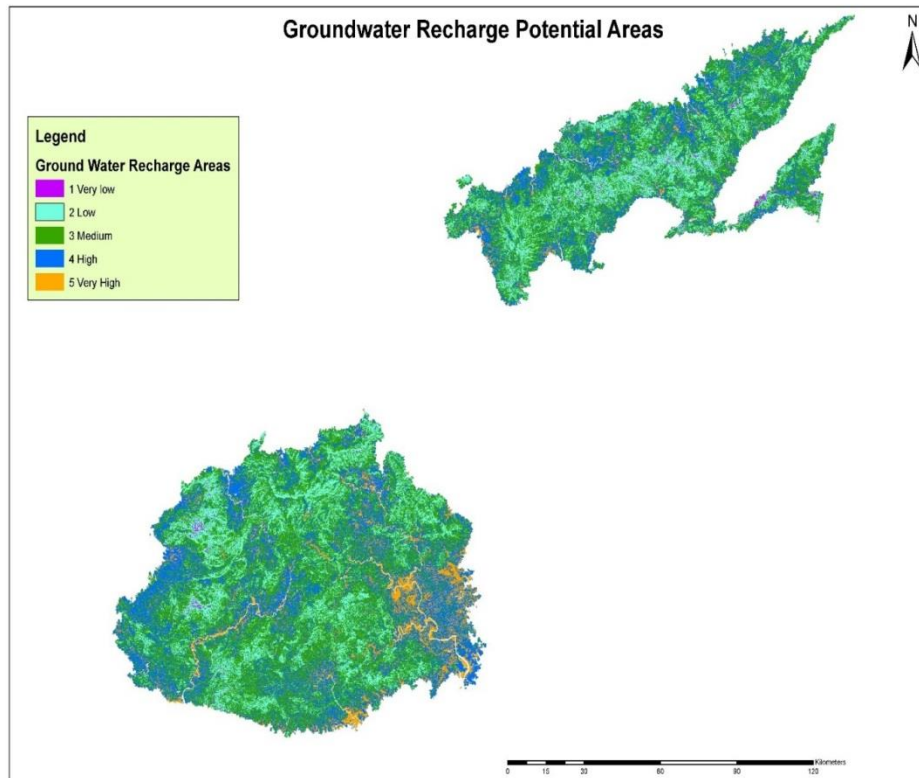 Groundwater Recharge Potential Areas
N
Legend
Ground Water Recharge Areas
1 Very low
2 Low
3 Medium
4 High
5 Very High
Kilometers
0 15 30 60 90 120